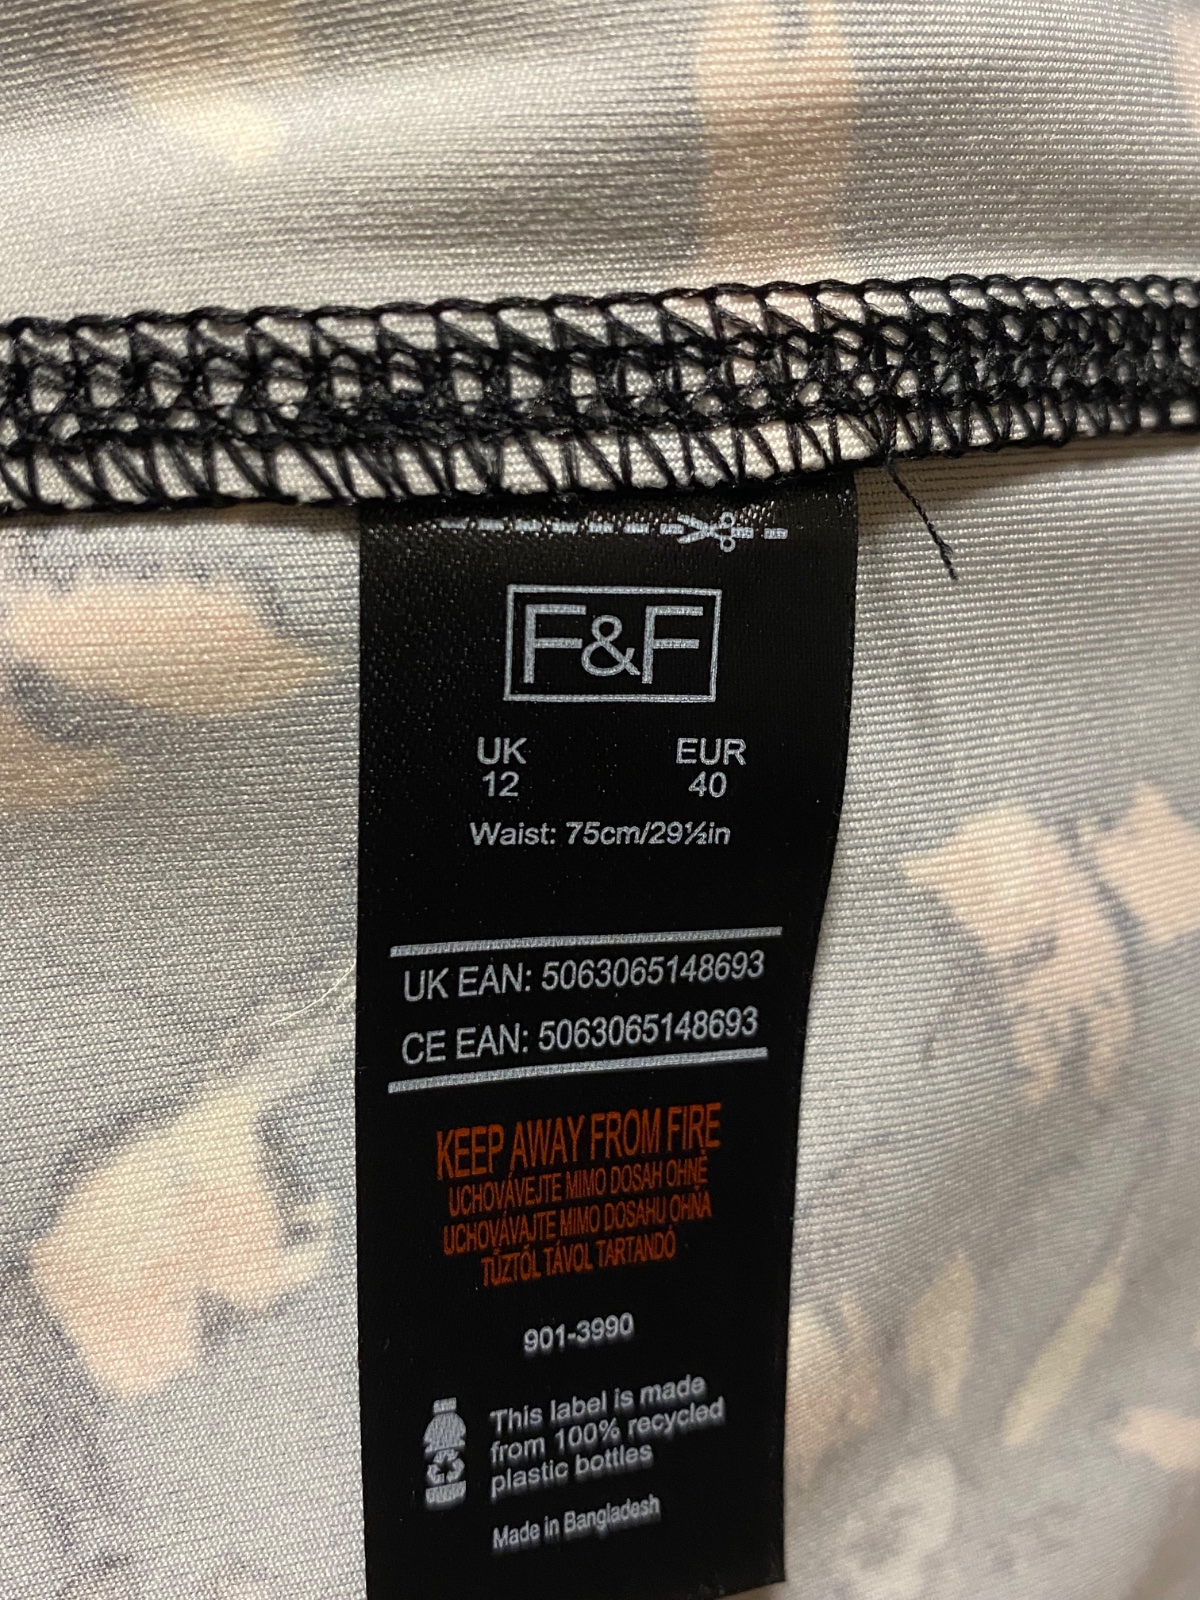 F&F
UK EUR
12 40
Waist: 75cm/29½in
UK EAN: 5063065148693
CE EAN: 5063065148693
KEEP AWAY FROM FIRE
UCHOVÁVEJTE MIMO DOSAH OHNĚ
UCHOVÁVAJTE MIMO DOSAHU OHŇA
TŰZTŐL TÁVOL TARTANDÓ
901-3990
This label is made
from 100% recycled
plastic bottles
Made in Bangladesh